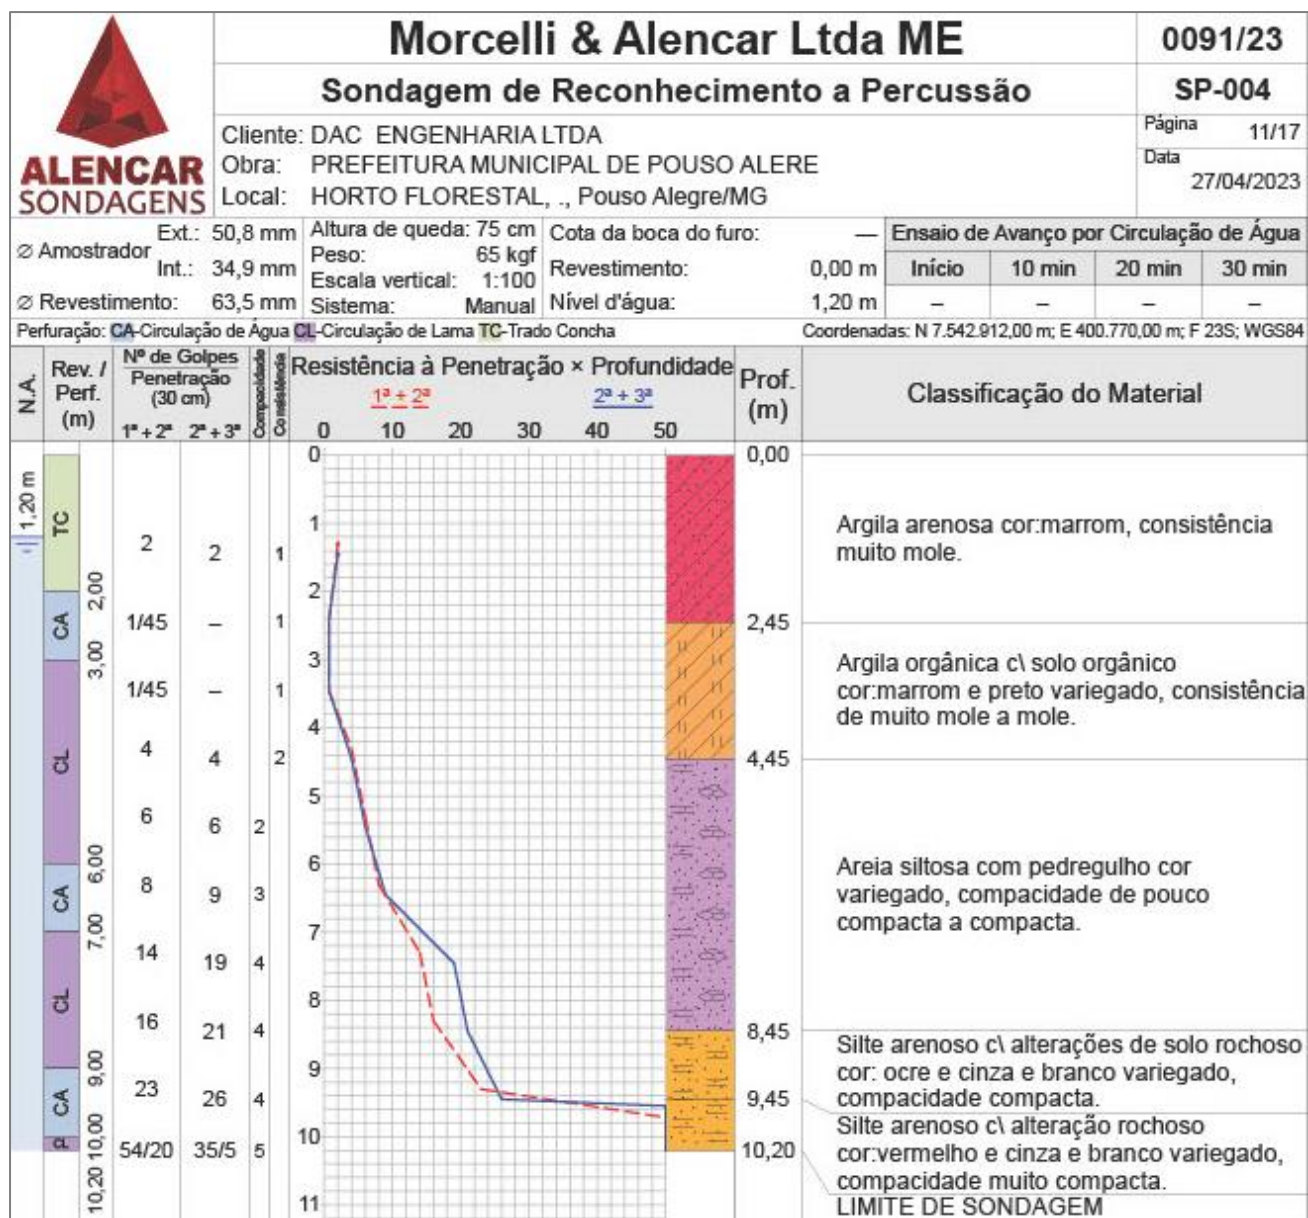 Morcelli & Alencar Ltda ME
0091/23
Sondagem de Reconhecimento a Percussão
SP-004
ALENCAR
SONDAGENS
Cliente: DAC ENGENHARIA LTDA
Obra: PREFEITURA MUNICIPAL DE POUSO ALERE
Local: HORTO FLORESTAL, ., Pouso Alegre/MG
Página 11/17
Data
27/04/2023
Ø Amostrador Ext.: 50,8 mm
Int.: 34,9 mm
Ø Revestimento: 63,5 mm
Altura de queda: 75 cm
Peso: 65 kgf
Escala vertical: 1:100
Sistema: Manual
Cota da boca do furo: —
Revestimento: 0,00 m
Nível d'água: 1,20 m
Ensaio de Avanço por Circulação de Água
Início 10 min 20 min 30 min
– – – –
Perfuração: CA-Circulação de Água CL-Circulação de Lama TC-Trado Concha
Coordenadas: N 7.542.912,00 m; E 400.770,00 m; F 23S; WGS84
N.A.
Rev. / Perf. (m)
Nº de Golpes
Penetração
(30 cm)
1ª + 2ª 2ª + 3ª
Compacidade
Consistência
Resistência à Penetração × Profundidade
1ª + 2ª 2ª + 3ª
0 10 20 30 40 50
Prof.
(m)
Classificação do Material
1,20 m
TC
2,00
CA
3,00
CL
6,00
CA
7,00
CL
9,00
CA
10,00
10,20
2 2 1
1/45 – 1
1/45 – 1
4 4 2
6 6 2
8 9 3
14 19 4
16 21 4
23 26 4
54/20 35/5 5
0
1
2
3
4
5
6
7
8
9
10
11
0,00
2,45
4,45
8,45
9,45
10,20
Argila arenosa cor:marrom, consistência
muito mole.
Argila orgânica c\ solo orgânico
cor:marrom e preto variegado, consistência
de muito mole a mole.
Areia siltosa com pedregulho cor
variegado, compacidade de pouco
compacta a compacta.
Silte arenoso c\ alterações de solo rochoso
cor: ocre e cinza e branco variegado,
compacidade compacta.
Silte arenoso c\ alteração rochoso
cor:vermelho e cinza e branco variegado,
compacidade muito compacta.
LIMITE DE SONDAGEM